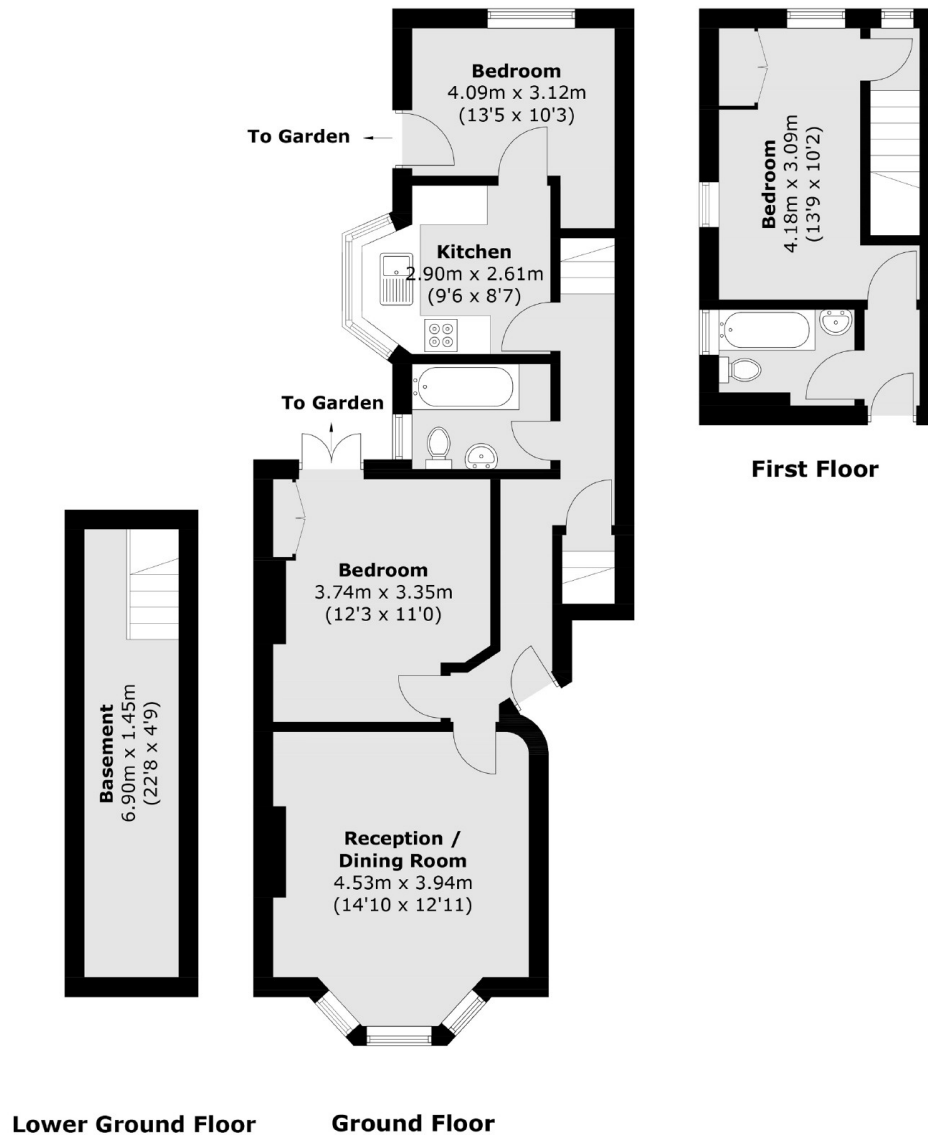 Bedroom
4.09m x 3.12m
(13'5 x 10'3)
To Garden
Kitchen
2.90m x 2.61m
(9'6 x 8'7)
To Garden
Bedroom
3.74m x 3.35m
(12'3 x 11'0)
Reception /
Dining Room
4.53m x 3.94m
(14'10 x 12'11)
Bedroom
4.18m x 3.09m
(13'9 x 10'2)
First Floor
Basement
6.90m x 1.45m
(22'8 x 4'9)
Lower Ground Floor
Ground Floor